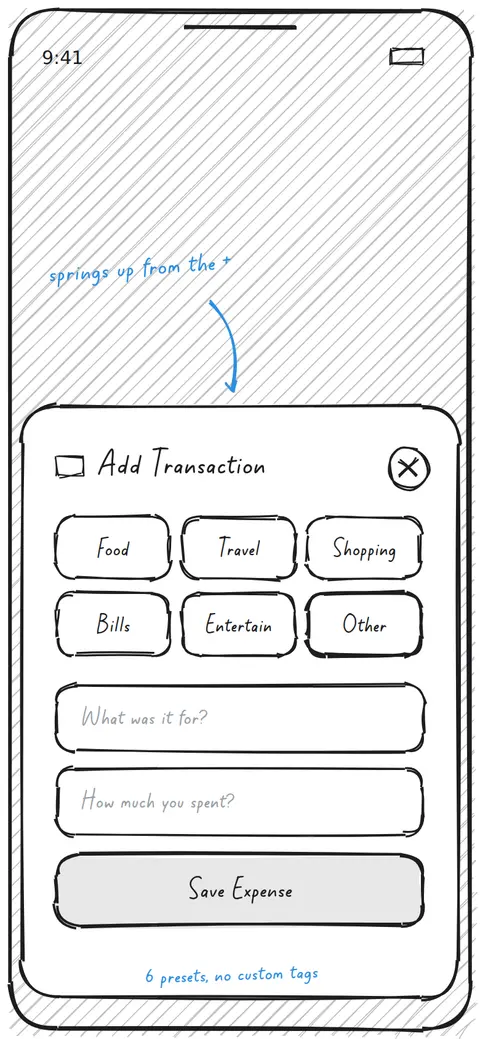 9:41
springs up from the +
Add Transaction
Food Travel Shopping
Bills Entertain Other
What was it for?
How much you spent?
Save Expense
6 presets, no custom tags